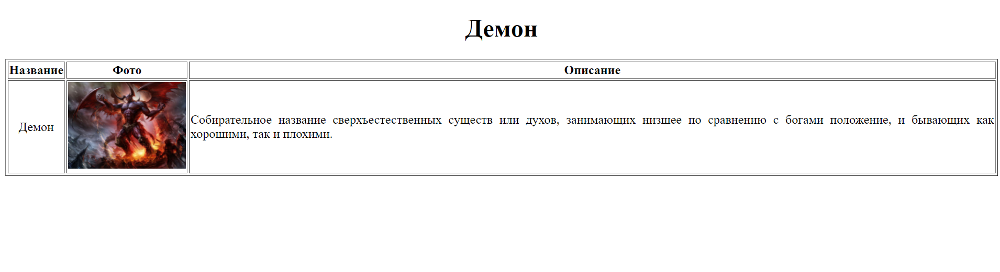 Демон
Название Фото Описание
Демон
Собирательное название сверхъестественных существ или духов, занимающих низшее по сравнению с богами положение, и бывающих как
хорошими, так и плохими.